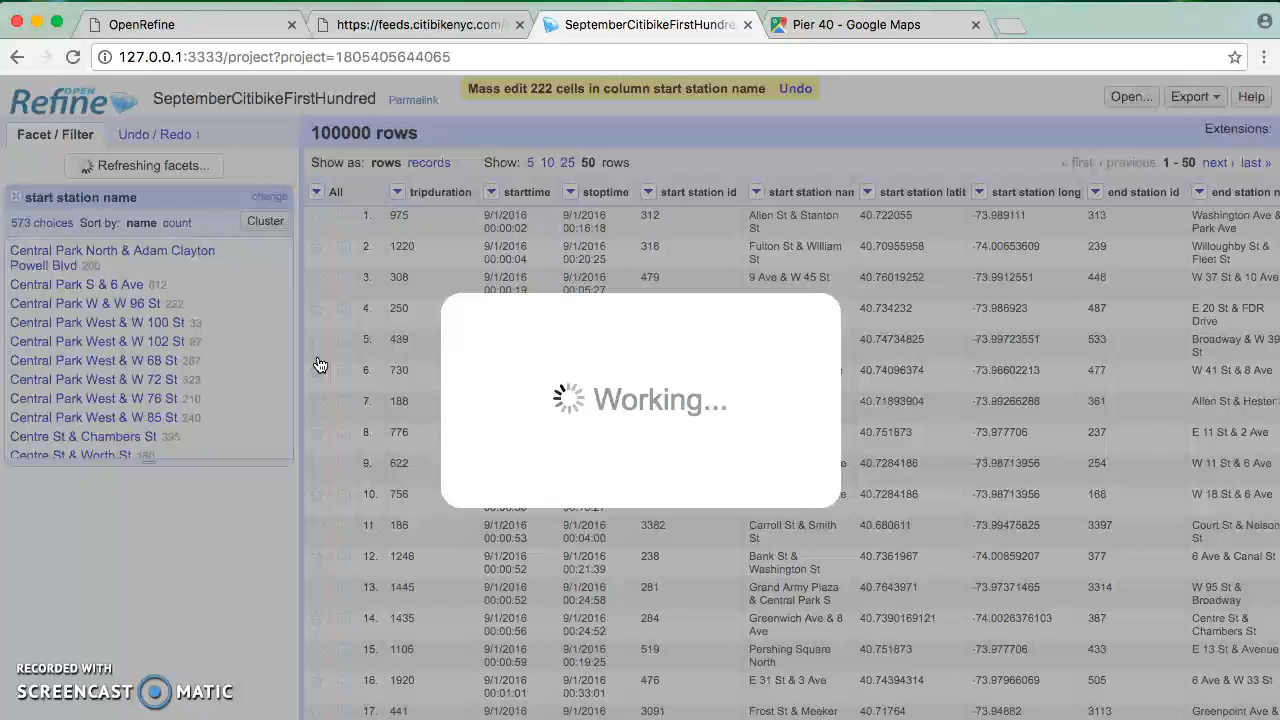 OpenRefine
https://feeds.citibikenyc.com/
SeptemberCitibikeFirstHundre
Pier 40 - Google Maps
127.0.0.1:3333/project?project=1805405644065
OPEN
Refine
SeptemberCitibikeFirstHundred Permalink
Mass edit 222 cells in column start station name Undo
Open... Export Help
Facet / Filter Undo / Redo 1
100000 rows
Extensions:
Refreshing facets...
Show as: rows records Show: 5 10 25 50 rows
« first ‹ previous 1 - 50 next › last »
start station name change
573 choices Sort by: name count Cluster
Central Park North & Adam Clayton
Powell Blvd 200
Central Park S & 6 Ave 612
Central Park W & W 96 St 222
Central Park West & W 100 St 33
Central Park West & W 102 St 97
Central Park West & W 68 St 267
Central Park West & W 72 St 323
Central Park West & W 76 St 210
Central Park West & W 85 St 240
Centre St & Chambers St 395
Centre St & Worth St 180
All tripduration starttime stoptime start station id start station nam start station latit start station long end station id end station n
1. 975 9/1/2016 00:00:02 9/1/2016 00:16:18 312 Allen St & Stanton St 40.722055 -73.989111 313 Washington Ave & Park Ave
2. 1220 9/1/2016 00:00:04 9/1/2016 00:20:25 316 Fulton St & William St 40.70955958 -74.00653609 239 Willoughby St & Fleet St
3. 308 9/1/2016 00:00:19 9/1/2016 00:05:27 479 9 Ave & W 45 St 40.76019252 -73.9912551 448 W 37 St & 10 Ave
4. 250 40.734232 -73.986923 487 E 20 St & FDR Drive
5. 439 40.74734825 -73.99723551 533 Broadway & W 39 St
6. 730 40.74096374 -73.98602213 477 W 41 St & 8 Ave
7. 188 40.71893904 -73.99266288 361 Allen St & Hester
8. 776 40.751873 -73.977706 237 E 11 St & 2 Ave
9. 622 40.7284186 -73.98713956 254 W 11 St & 6 Ave
10. 756 40.7284186 -73.98713956 168 W 18 St & 6 Ave
Working...
11. 186 9/1/2016 00:00:53 9/1/2016 00:04:00 3382 Carroll St & Smith St 40.680611 -73.99475825 3397 Court St & Nelson St
12. 1246 9/1/2016 00:00:52 9/1/2016 00:21:39 238 Bank St & Washington St 40.7361967 -74.00859207 377 6 Ave & Canal St
13. 1445 9/1/2016 00:00:52 9/1/2016 00:24:58 281 Grand Army Plaza & Central Park S 40.7643971 -73.97371465 3314 W 95 St & Broadway
14. 1435 9/1/2016 00:00:56 9/1/2016 00:24:52 284 Greenwich Ave & 8 Ave 40.7390169121 -74.0026376103 387 Centre St & Chambers St
15. 1106 9/1/2016 00:00:59 9/1/2016 00:19:25 519 Pershing Square North 40.751873 -73.977706 433 E 13 St & Avenue
16. 1920 9/1/2016 00:01:01 9/1/2016 00:33:01 476 E 31 St & 3 Ave 40.74394314 -73.97966069 505 6 Ave & W 33 St
17. 441 9/1/2016 9/1/2016 3091 Frost St & Meeker 40.71764 -73.94882 3113 Greenpoint Ave &
RECORDED WITH
SCREENCAST MATIC